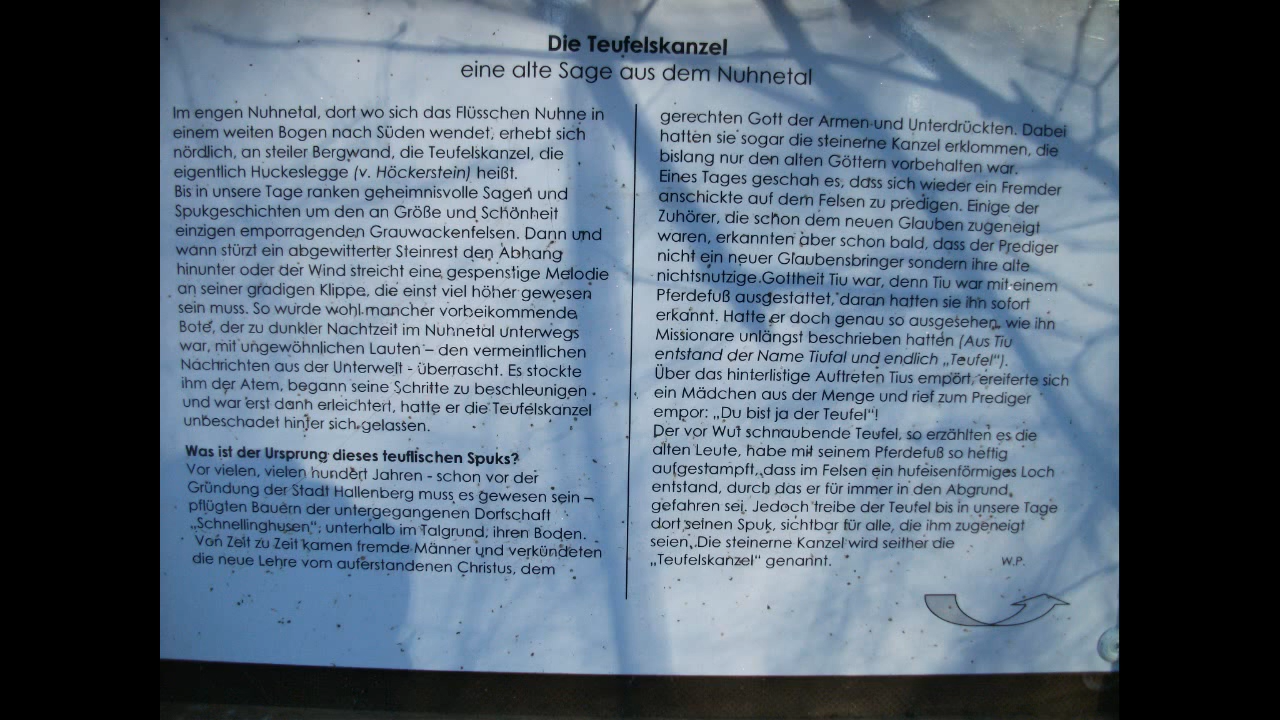 Die Teufelskanzel
eine alte Sage aus dem Nuhnetal
Im engen Nuhnetal, dort wo sich das Flüsschen Nuhne in
einem weiten Bogen nach Süden wendet, erhebt sich
nördlich, an steiler Bergwand, die Teufelskanzel, die
eigentlich Huckeslegge (v. Höckerstein) heißt.
Bis in unsere Tage ranken geheimnisvolle Sagen und
Spukgeschichten um den an Größe und Schönheit
einzigen emporragenden Grauwackenfelsen. Dann und
wann stürzt ein abgewitterter Steinrest den Abhang
hinunter oder der Wind streicht eine gespenstige Melodie
an seiner gradigen Klippe, die einst viel höher gewesen
sein muss. So wurde wohl mancher vorbeikommende
Bote, der zu dunkler Nachtzeit im Nuhnetal unterwegs
war, mit ungewöhnlichen Lauten – den vermeintlichen
Nachrichten aus der Unterwelt - überrascht. Es stockte
ihm der Atem, begann seine Schritte zu beschleunigen
und war erst dann erleichtert, hatte er die Teufelskanzel
unbeschadet hinter sich gelassen.
Was ist der Ursprung dieses teuflischen Spuks?
Vor vielen, vielen hundert Jahren - schon vor der
Gründung der Stadt Hallenberg muss es gewesen sein –
pflügten Bauern der untergegangenen Dorfschaft
„Schnellinghusen“, unterhalb im Talgrund, ihren Boden.
Von Zeit zu Zeit kamen fremde Männer und verkündeten
die neue Lehre vom auferstandenen Christus, dem
gerechten Gott der Armen und Unterdrückten. Dabei
hatten sie sogar die steinerne Kanzel erklommen, die
bislang nur den alten Göttern vorbehalten war.
Eines Tages geschah es, dass sich wieder ein Fremder
anschickte auf dem Felsen zu predigen. Einige der
Zuhörer, die schon dem neuen Glauben zugeneigt
waren, erkannten aber schon bald, dass der Prediger
nicht ein neuer Glaubensbringer sondern ihre alte
nichtsnutzige Gottheit Tiu war, denn Tiu war mit einem
Pferdefuß ausgestattet, daran hatten sie ihn sofort
erkannt. Hatte er doch genau so ausgesehen, wie ihn
Missionare unlängst beschrieben hatten (Aus Tiu
entstand der Name Tiufal und endlich „Teufel“).
Über das hinterlistige Auftreten Tius empört, ereiferte sich
ein Mädchen aus der Menge und rief zum Prediger
empor: „Du bist ja der Teufel“!
Der vor Wut schnaubende Teufel, so erzählten es die
alten Leute, habe mit seinem Pferdefuß so heftig
aufgestampft, dass im Felsen ein hufeisenförmiges Loch
entstand, durch das er für immer in den Abgrund
gefahren sei. Jedoch treibe der Teufel bis in unsere Tage
dort seinen Spuk, sichtbar für alle, die ihm zugeneigt
seien. Die steinerne Kanzel wird seither die
„Teufelskanzel“ genannt. W.P.